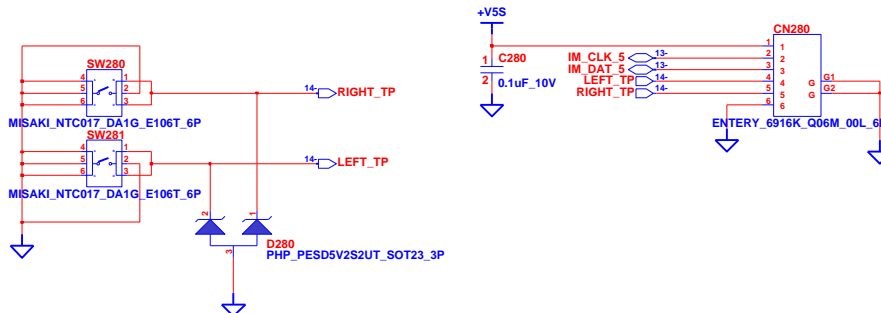 +V5S
CN280
SW280
4 1
5 2
6 3
MISAKI_NTC017_DA1G_E106T_6P
14- RIGHT_TP
SW281
4 1
5 2
6 3
MISAKI_NTC017_DA1G_E106T_6P
14- LEFT_TP
2 1
3
D280
PHP_PESD5V2S2UT_SOT23_3P
1 C280
2 0.1uF_10V
IM_CLK_5 13-
IM_DAT_5 13-
LEFT_TP 14-
RIGHT_TP 14-
1 1
2 2
3 3
4 4 G G1
5 5 G G2
6 6
ENTERY_6916K_Q06M_00L_6